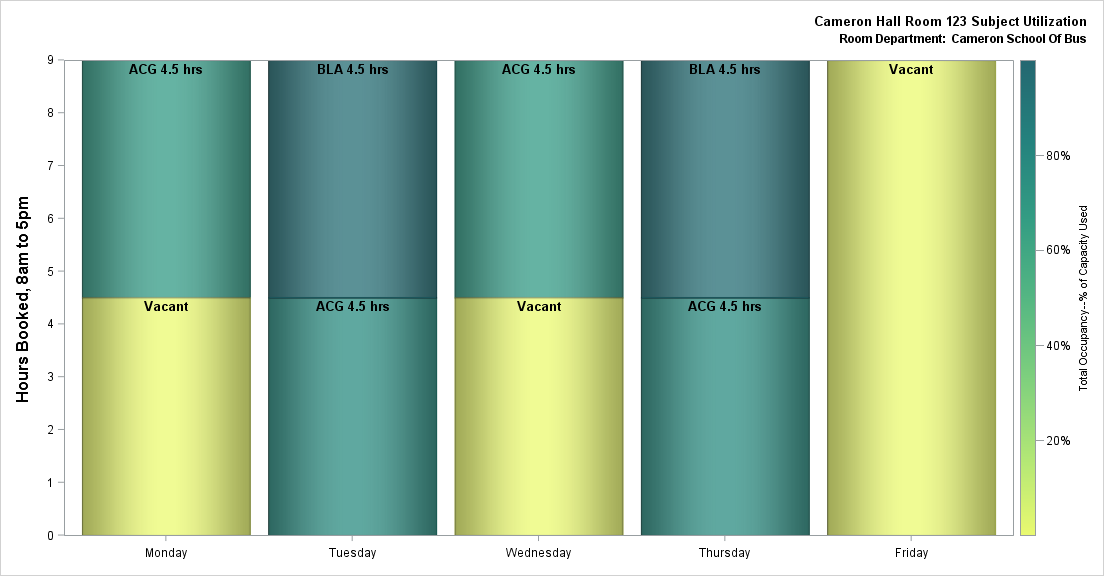 Cameron Hall Room 123 Subject Utilization
Room Department: Cameron School Of Bus
Hours Booked, 8am to 5pm
9
8
7
6
5
4
3
2
1
0
ACG 4.5 hrs
BLA 4.5 hrs
ACG 4.5 hrs
BLA 4.5 hrs
Vacant
Vacant
ACG 4.5 hrs
Vacant
ACG 4.5 hrs
Monday
Tuesday
Wednesday
Thursday
Friday
80%
60%
40%
20%
Total Occupancy--% of Capacity Used